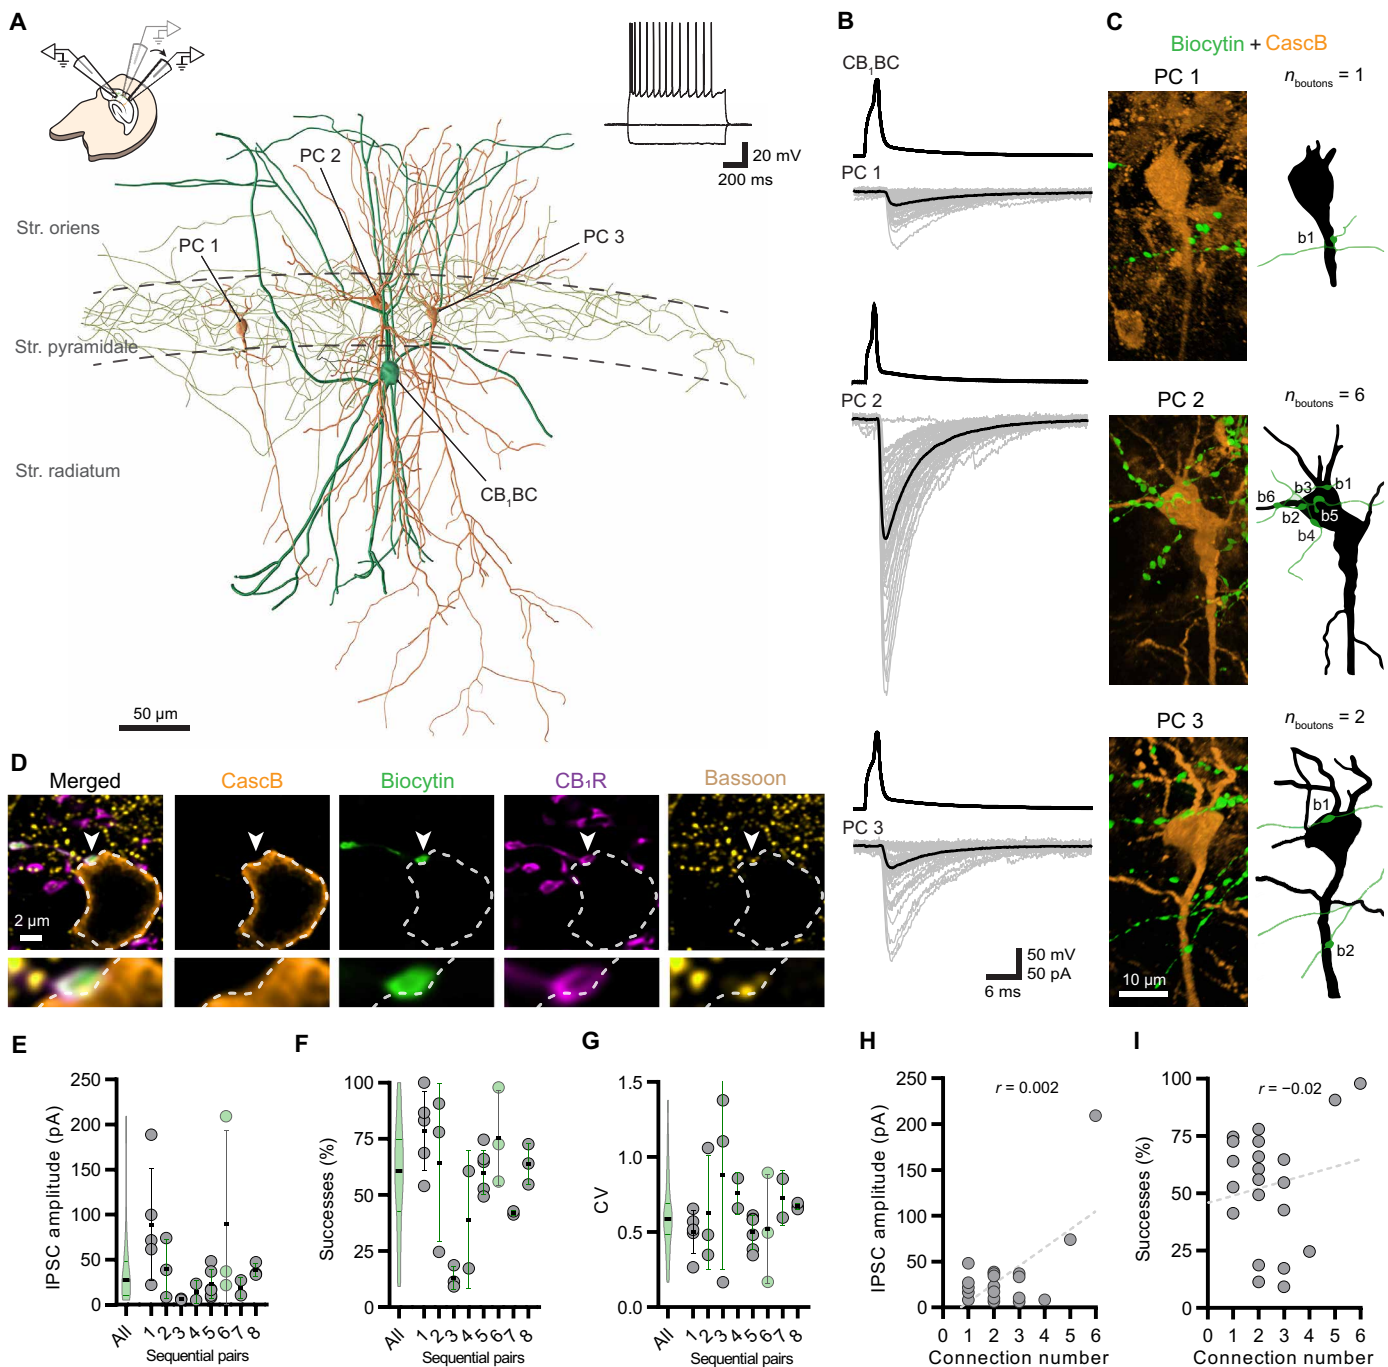 A
20 mV
200 ms
PC 2
PC 1
PC 3
Str. oriens
Str. pyramidale
Str. radiatum
CB₁BC
50 µm
B
CB₁BC
PC 1
PC 2
PC 3
50 mV
50 pA
6 ms
C
Biocytin + CascB
PC 1
n boutons = 1
b1
PC 2
n boutons = 6
b3 b1
b6
b2 b5
b4
PC 3
n boutons = 2
b1
b2
10 µm
D
Merged CascB Biocytin CB₁R Bassoon
2 µm
E
IPSC amplitude (pA)
250
200
150
100
50
0
All 1 2 3 4 5 6 7 8
Sequential pairs
F
Successes (%)
100
75
50
25
0
All 1 2 3 4 5 6 7 8
Sequential pairs
G
CV
1.5
1.0
0.5
0.0
All 1 2 3 4 5 6 7 8
Sequential pairs
H
IPSC amplitude (pA)
r = 0.002
250
200
150
100
50
0
0 1 2 3 4 5 6
Connection number
I
Successes (%)
r = −0.02
100
75
50
25
0
0 1 2 3 4 5 6
Connection number